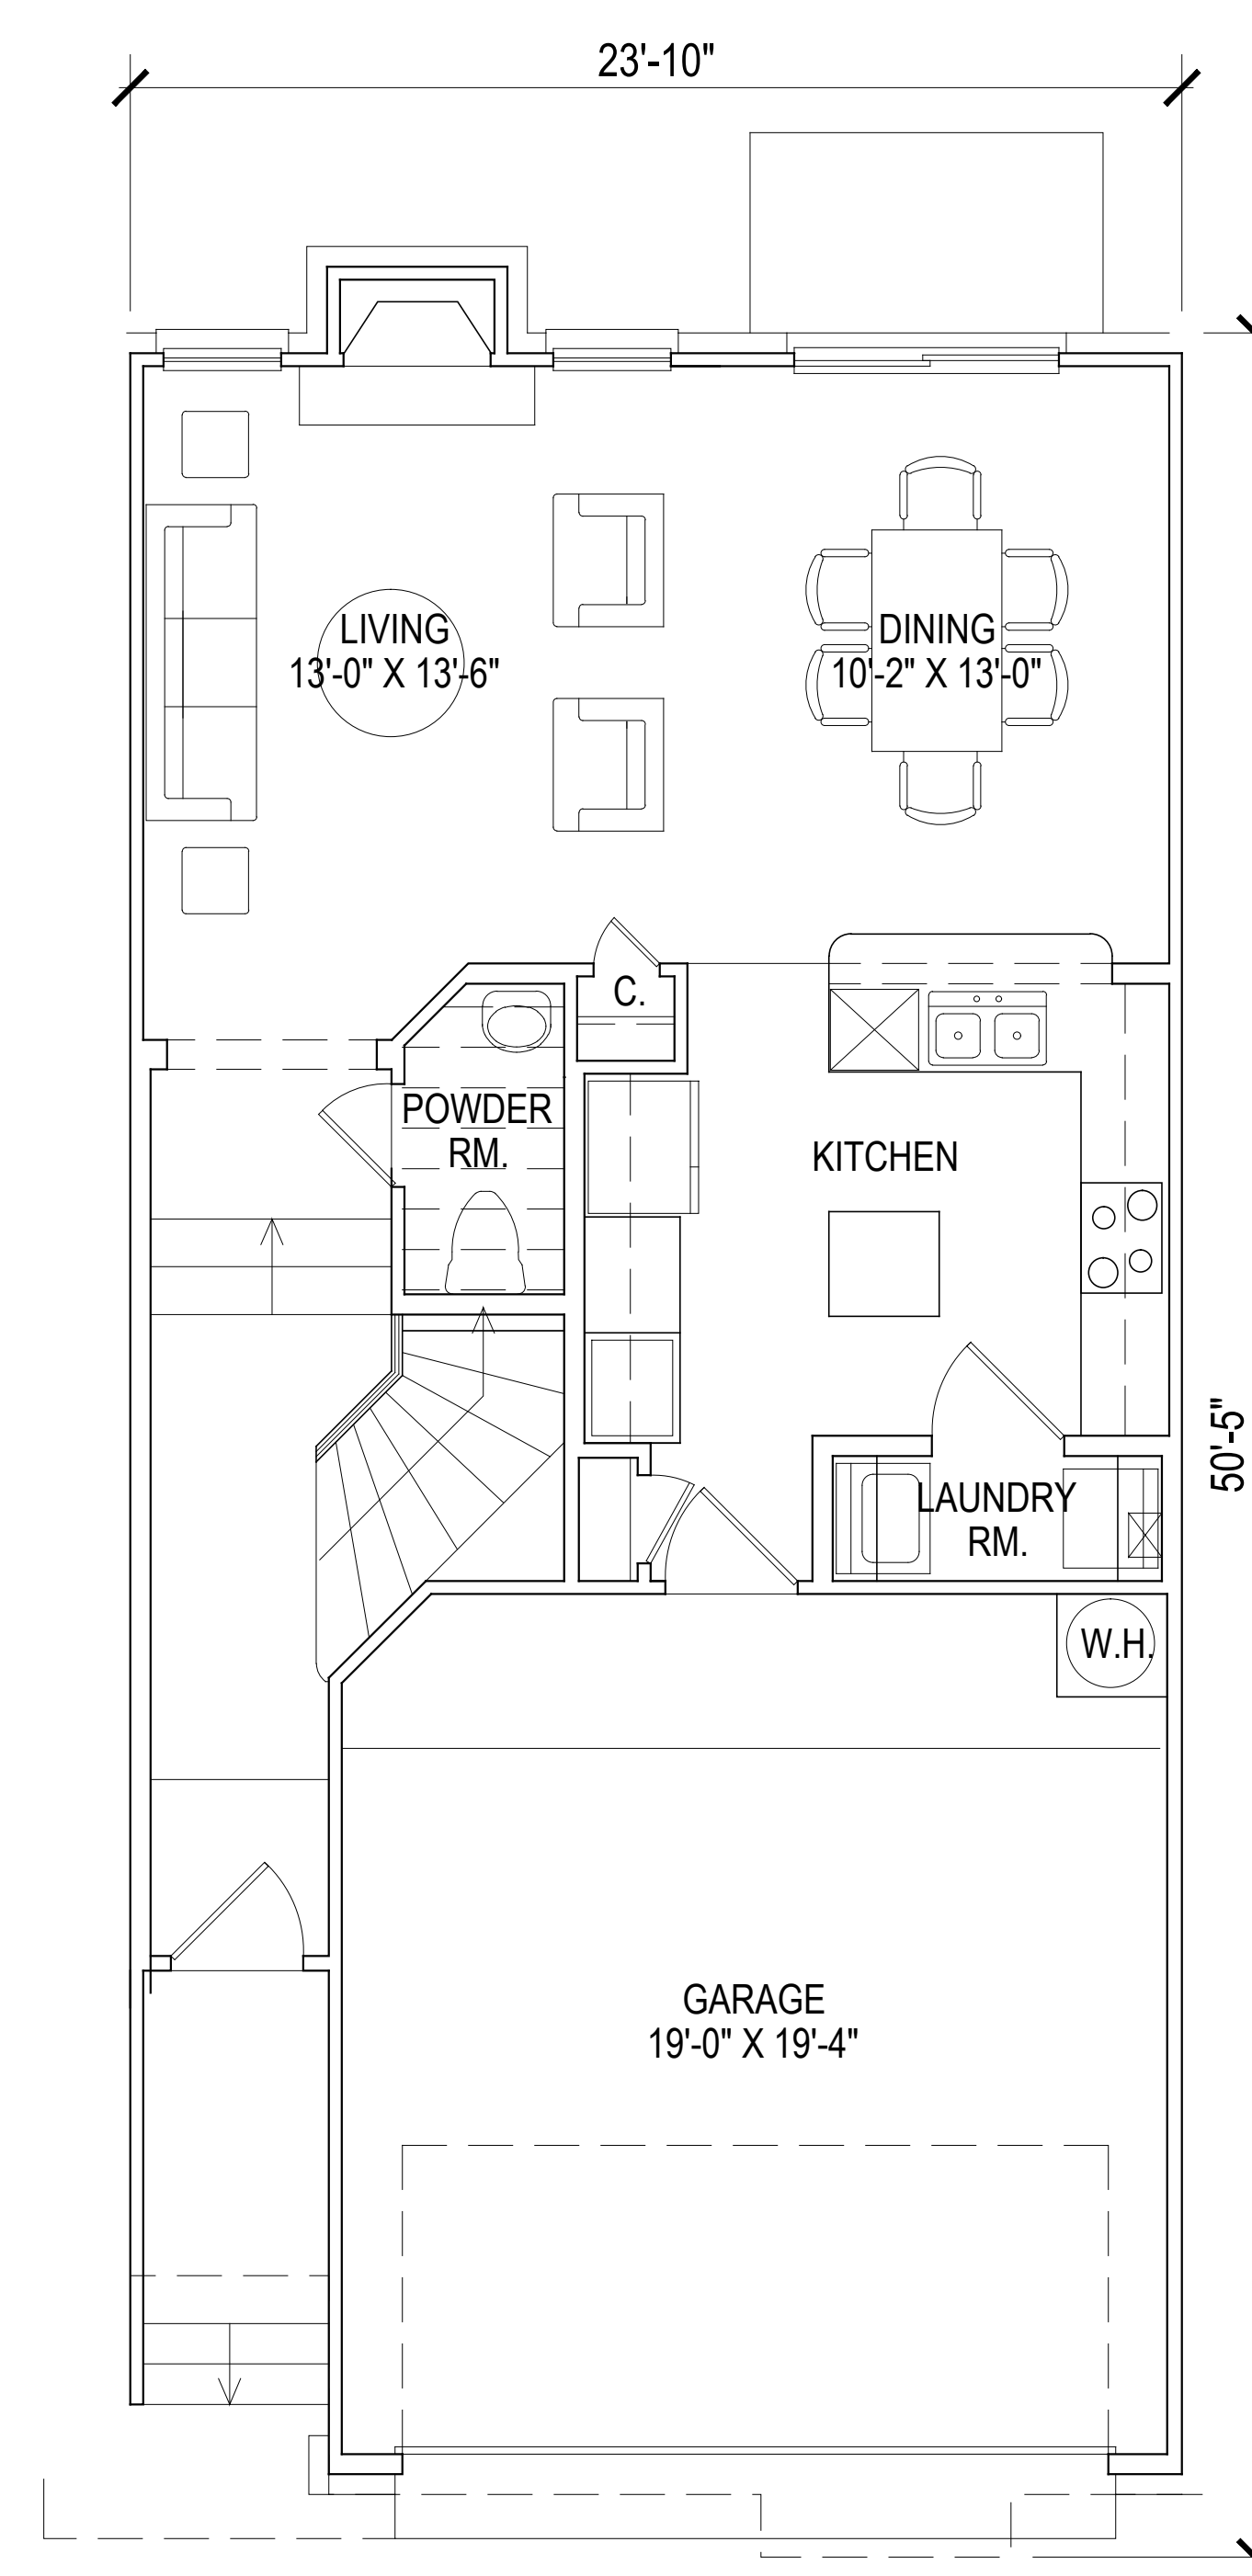 23'-10"
LIVING
13'-0" X 13'-6"
DINING
10'-2" X 13'-0"
C.
POWDER
RM.
KITCHEN
50'-5"
LAUNDRY
RM.
W.H.
GARAGE
19'-0" X 19'-4"